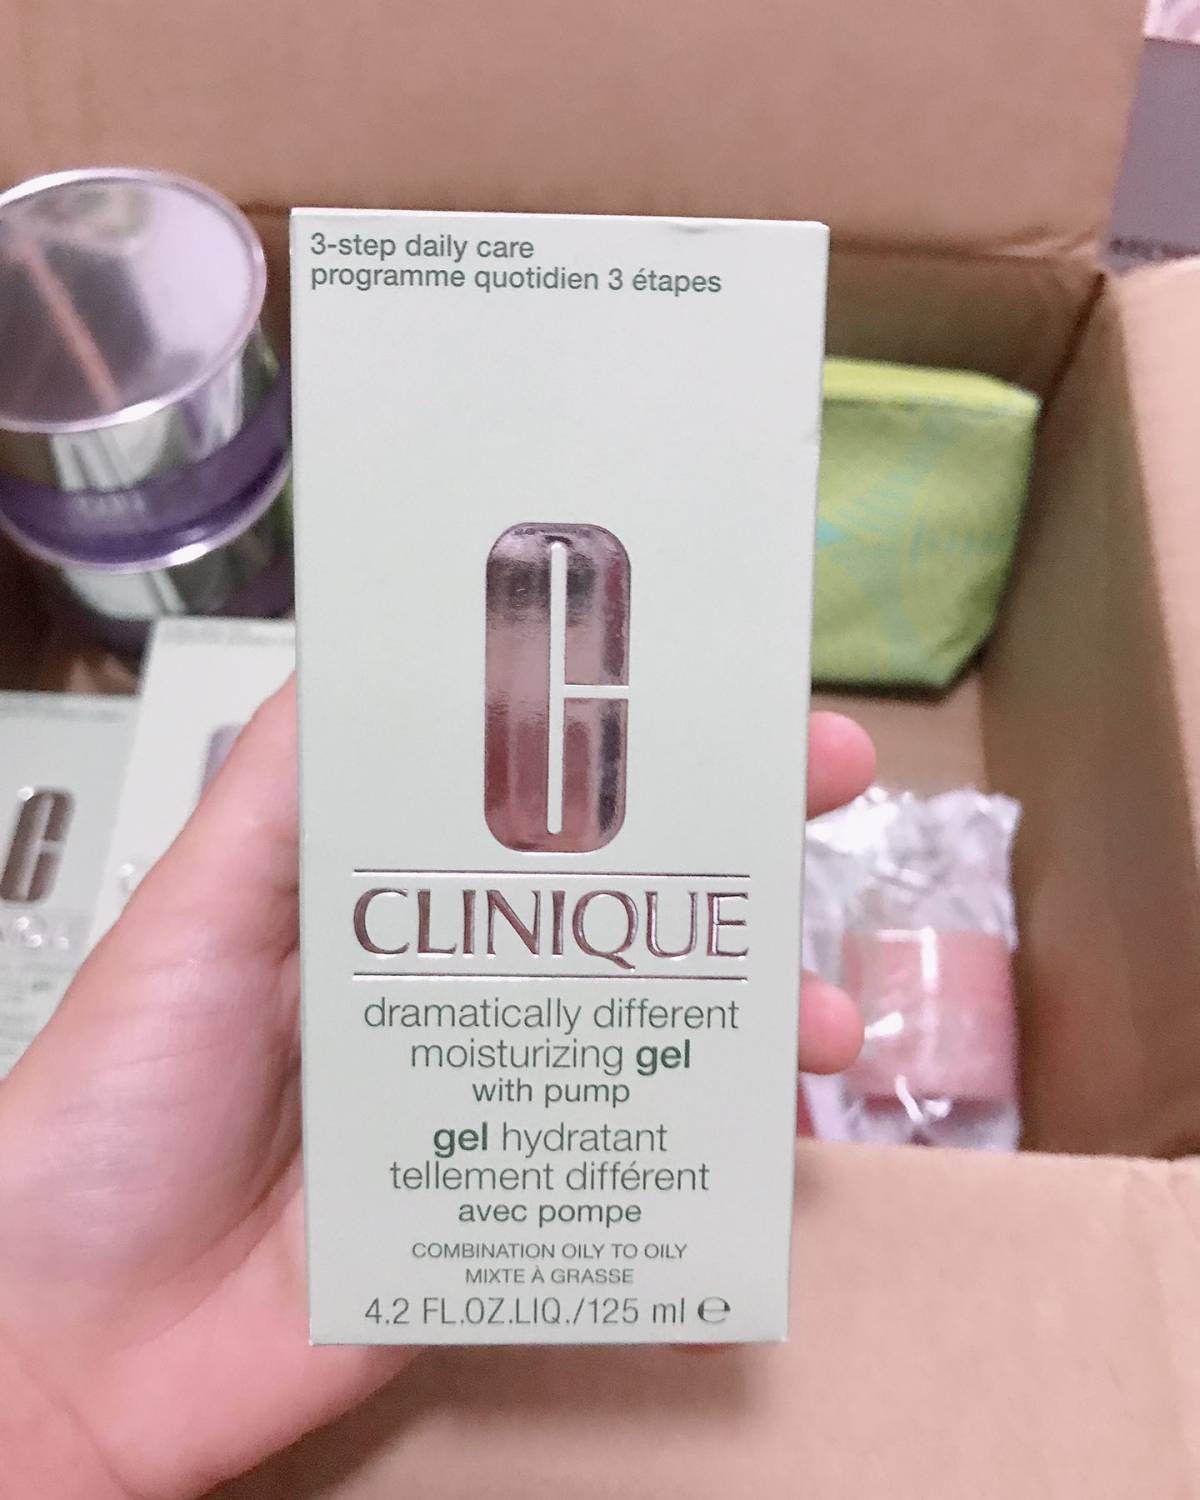 3-step daily care
programme quotidien 3 étapes
CLINIQUE
dramatically different
moisturizing gel
with pump
gel hydratant
tellement différent
avec pompe
COMBINATION OILY TO OILY
MIXTE À GRASSE
4.2 FL.OZ.LIQ./125 ml ℮